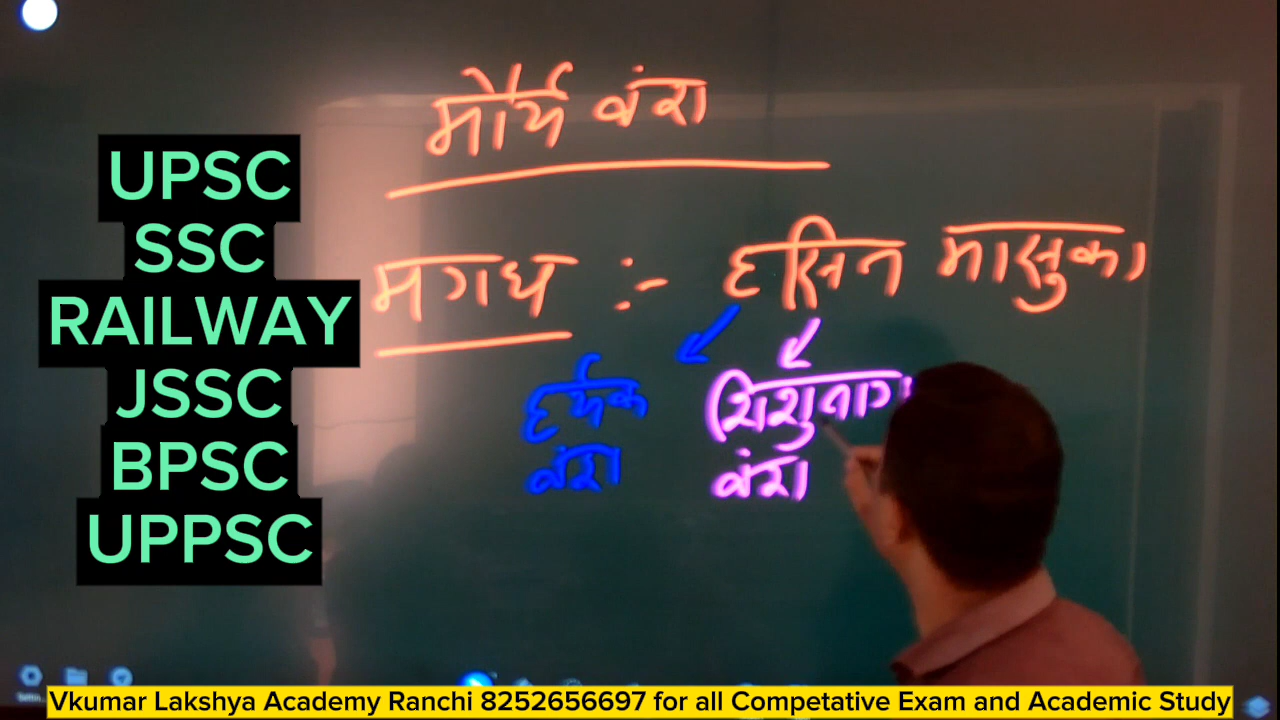 मौर्य वंश
मगध :- हसिन मासुका
हर्यक
वंश
शिशुनाग
वंश
UPSC
SSC
RAILWAY
JSSC
BPSC
UPPSC
Vkumar Lakshya Academy Ranchi 8252656697 for all Competative Exam and Academic Study